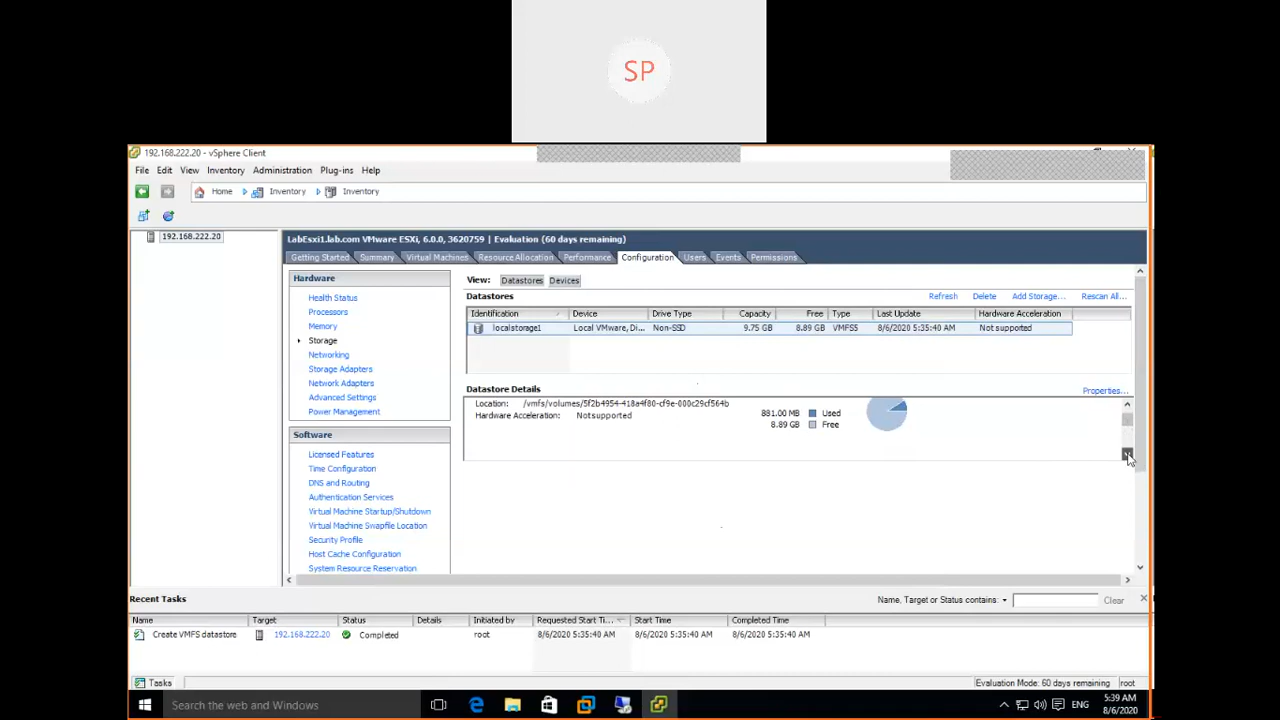 SP
192.168.222.20 - vSphere Client
File Edit View Inventory Administration Plug-ins Help
Home Inventory Inventory
192.168.222.20
LabEsxi1.lab.com VMware ESXi, 6.0.0, 3620759 | Evaluation (60 days remaining)
Getting Started Summary Virtual Machines Resource Allocation Performance Configuration Users Events Permissions
Hardware
Health Status
Processors
Memory
Storage
Networking
Storage Adapters
Network Adapters
Advanced Settings
Power Management
Software
Licensed Features
Time Configuration
DNS and Routing
Authentication Services
Virtual Machine Startup/Shutdown
Virtual Machine Swapfile Location
Security Profile
Host Cache Configuration
System Resource Reservation
View: Datastores Devices
Datastores Refresh Delete Add Storage... Rescan All...
Identification Device Drive Type Capacity Free Type Last Update Hardware Acceleration
localstorage1 Local VMware, Di... Non-SSD 9.75 GB 8.89 GB VMFS5 8/6/2020 5:35:40 AM Not supported
Datastore Details Properties...
Location: /vmfs/volumes/5f2b4954-418a4f80-cf9e-000c29cf564b
Hardware Acceleration: Not supported
881.00 MB Used
8.89 GB Free
Recent Tasks Name, Target or Status contains: Clear
Name Target Status Details Initiated by Requested Start Ti... Start Time Completed Time
Create VMFS datastore 192.168.222.20 Completed root 8/6/2020 5:35:40 AM 8/6/2020 5:35:40 AM 8/6/2020 5:35:40 AM
Tasks Evaluation Mode: 60 days remaining root
Search the web and Windows ENG 5:39 AM
8/6/2020